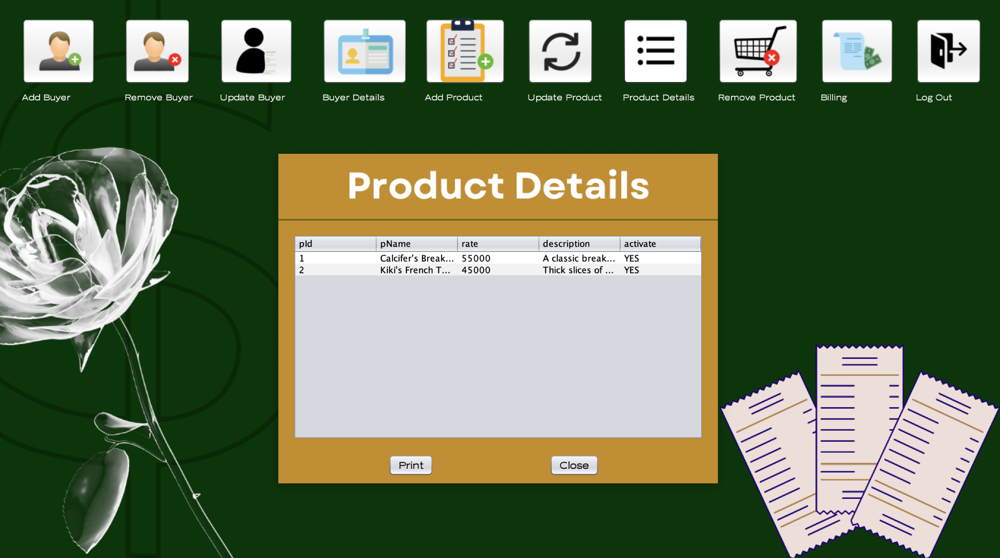 Add Buyer Remove Buyer Update Buyer Buyer Details Add Product Update Product Product Details Remove Product Billing Log Out
Product Details
pId pName rate description activate
1 Calcifer's Break... 55000 A classic break... YES
2 Kiki's French T... 45000 Thick slices of ... YES
Print Close